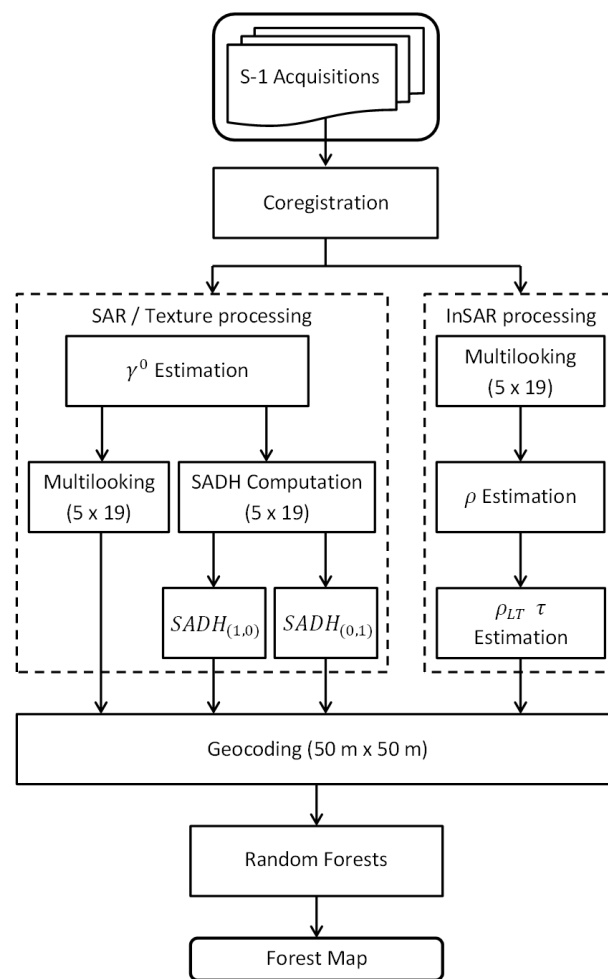 S-1 Acquisitions
Coregistration
SAR / Texture processing
γ⁰ Estimation
Multilooking
(5 x 19)
SADH Computation
(5 x 19)
SADH₍₁,₀₎
SADH₍₀,₁₎
InSAR processing
Multilooking
(5 x 19)
ρ Estimation
ρ_LT τ
Estimation
Geocoding (50 m x 50 m)
Random Forests
Forest Map